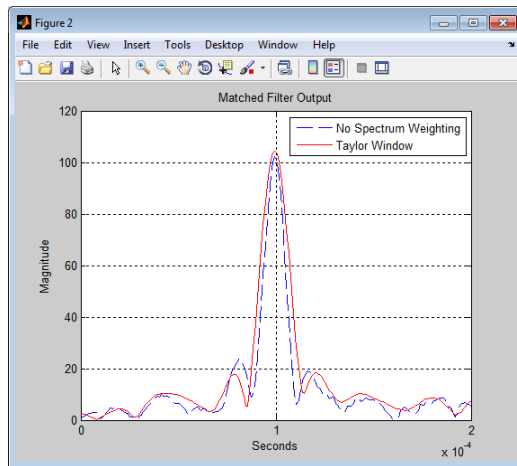 Figure 2
File Edit View Insert Tools Desktop Window Help
Matched Filter Output
120
100
80
60
40
20
0
Magnitude
No Spectrum Weighting
Taylor Window
0 1 2
Seconds
x 10^-4